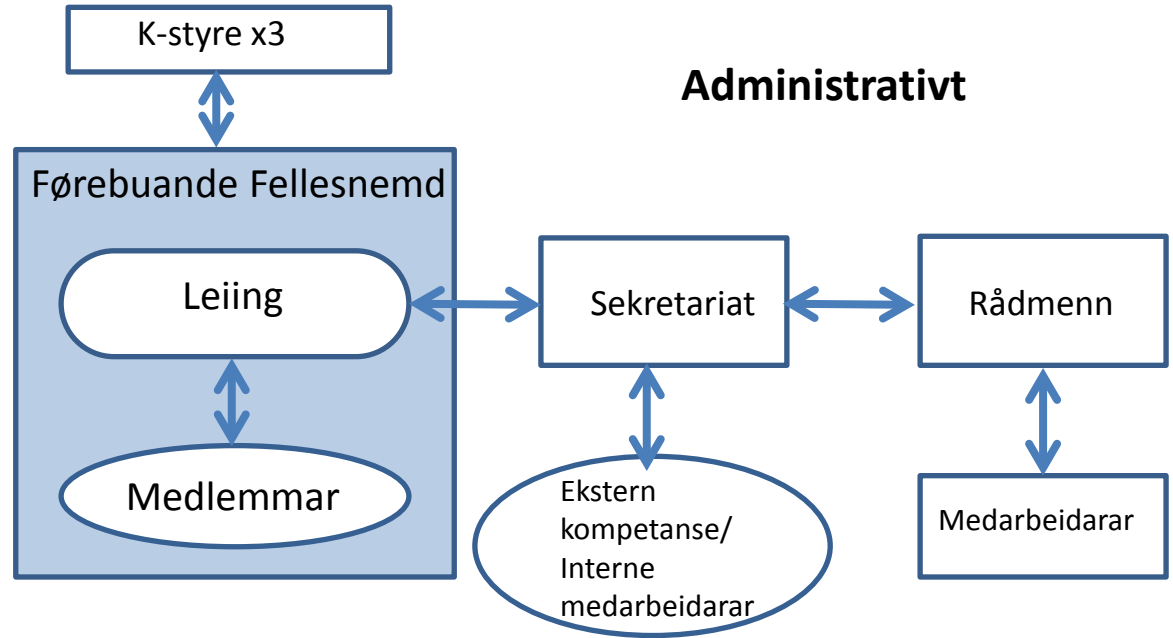 K-styre x3
Administrativt
Førebuande Fellesnemd
Leiing
Sekretariat
Rådmenn
Medlemmar
Ekstern
kompetanse/
Interne
medarbeidarar
Medarbeidarar